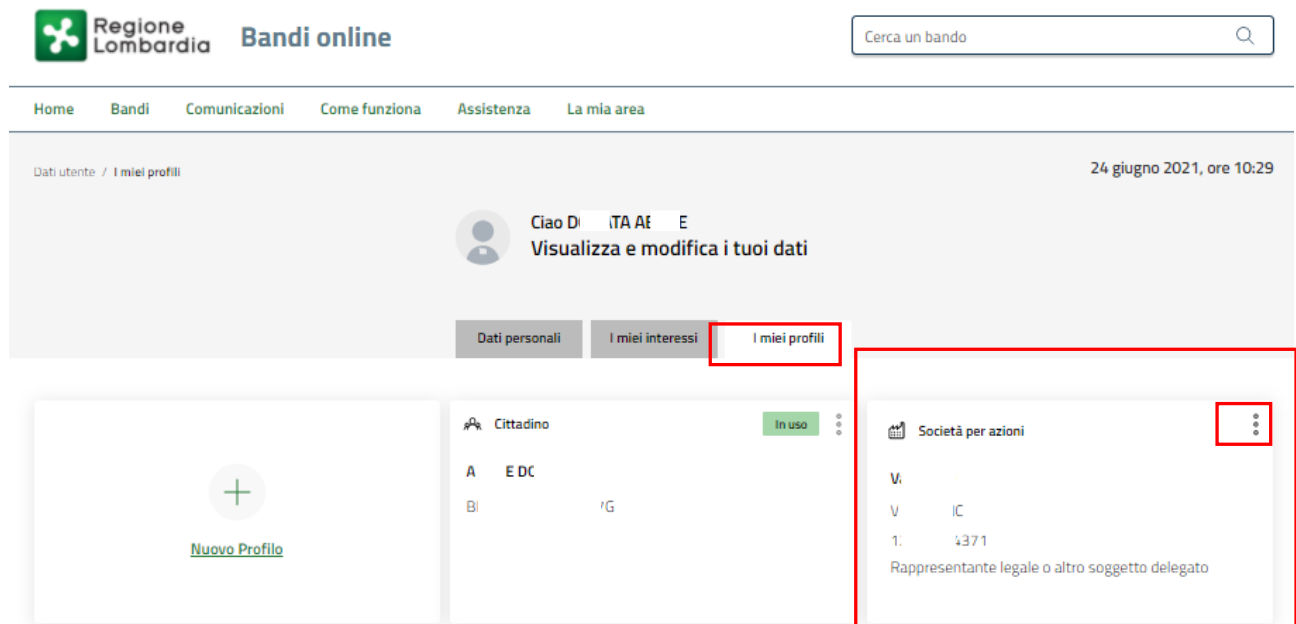 Regione
Lombardia
Bandi online
Cerca un bando
Home Bandi Comunicazioni Come funziona Assistenza La mia area
Dati utente / I miei profili
24 giugno 2021, ore 10:29
Ciao
Visualizza e modifica i tuoi dati
Dati personali I miei interessi I miei profili
Nuovo Profilo
Cittadino In uso
Società per azioni
4371
Rappresentante legale o altro soggetto delegato